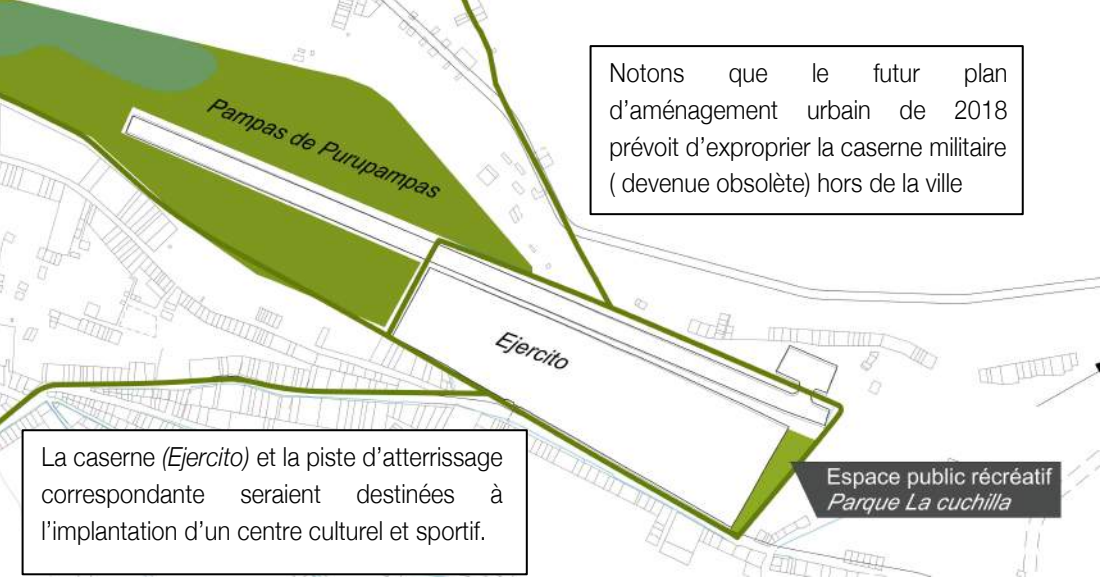 Notons que le futur plan
d'aménagement urbain de 2018
prévoit d'exproprier la caserne militaire
( devenue obsolète) hors de la ville
Pampas de Purupampas
Ejercito
La caserne (Ejercito) et la piste d'atterrissage
correspondante seraient destinées à
l'implantation d'un centre culturel et sportif.
Espace public récréatif
Parque La cuchilla